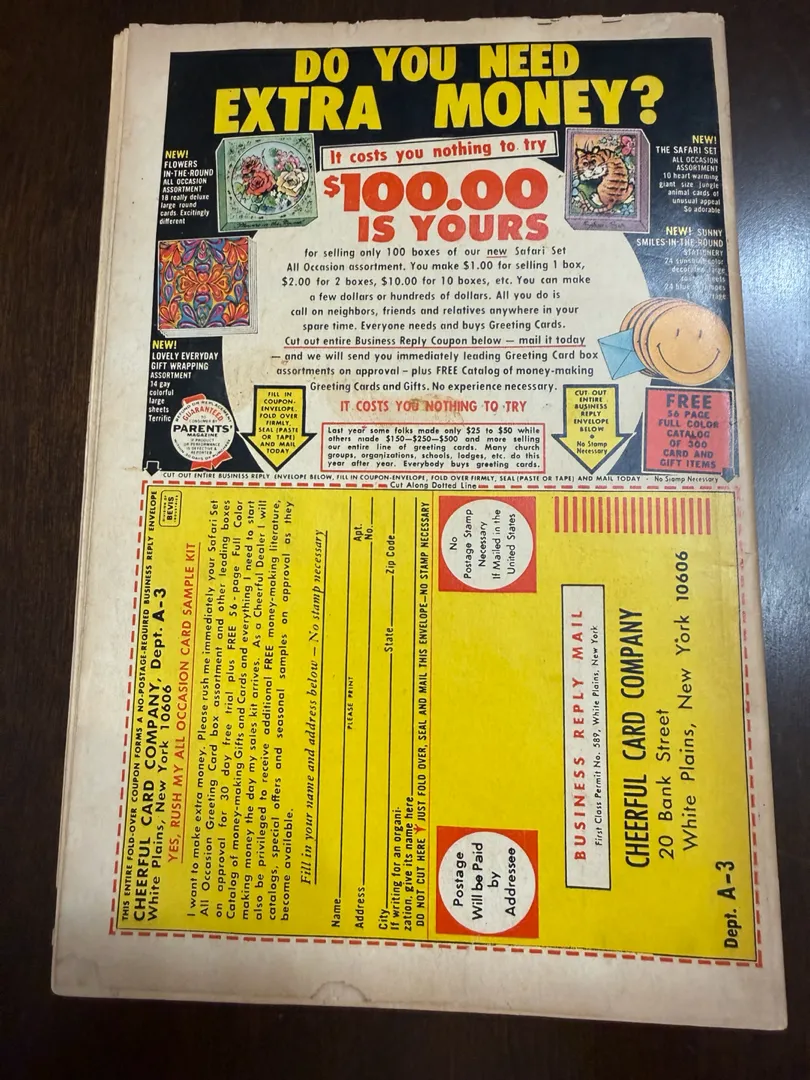 DO YOU NEED
EXTRA MONEY?
It costs you nothing to try
NEW!
FLOWERS
IN-THE-ROUND
ALL OCCASION
ASSORTMENT
18 really deluxe
large round
cards. Excitingly
different
NEW!
THE SAFARI SET
ALL OCCASION
ASSORTMENT
10 heart-warming
giant size jungle
animal cards of
unusual appeal
So adorable
$100.00
IS YOURS
for selling only 100 boxes of our new Safari Set
All Occasion assortment. You make $1.00 for selling 1 box,
$2.00 for 2 boxes, $10.00 for 10 boxes, etc. You can make
a few dollars or hundreds of dollars. All you do is
call on neighbors, friends and relatives anywhere in your
spare time. Everyone needs and buys Greeting Cards.
Cut out entire Business Reply Coupon below — mail it today
— and we will send you immediately leading Greeting Card box
assortments on approval – plus FREE Catalog of money-making
Greeting Cards and Gifts. No experience necessary.
IT COSTS YOU NOTHING TO TRY
NEW! SUNNY
SMILES-IN-THE-ROUND
STATIONERY
NEW!
LOVELY EVERYDAY
GIFT WRAPPING
ASSORTMENT
14 gay
colorful
large
sheets
Terrific
GUARANTEED
PARENTS'
MAGAZINE
FILL IN
COUPON-
ENVELOPE,
FOLD OVER
FIRMLY,
SEAL (PASTE
OR TAPE)
AND MAIL
TODAY
Last year some folks made only $25 to $50 while
others made $150—$250—$500 and more selling
our entire line of greeting cards. Many church
groups, organizations, schools, lodges, etc. do this
year after year. Everybody buys greeting cards.
CUT OUT
ENTIRE
BUSINESS
REPLY
ENVELOPE
BELOW
No Stamp
Necessary
FREE
56 PAGE
FULL COLOR
CATALOG
OF 300
CARD AND
GIFT ITEMS
CUT OUT ENTIRE BUSINESS REPLY ENVELOPE BELOW, FILL IN COUPON-ENVELOPE, FOLD OVER FIRMLY, SEAL (PASTE OR TAPE) AND MAIL TODAY - No Stamp Necessary
Cut Along Dotted Line
THIS ENTIRE FOLD-OVER COUPON FORMS A NO-POSTAGE-REQUIRED BUSINESS REPLY ENVELOPE
CHEERFUL CARD COMPANY, Dept. A-3
White Plains, New York 10606
BEVIS
YES, RUSH MY ALL OCCASION CARD SAMPLE KIT
I want to make extra money. Please rush me immediately your Safari Set
All Occasion Greeting Card box assortment and other leading boxes
on approval for 30 day free trial plus FREE 56-page Full Color
Catalog of money-making Gifts and Cards and everything I need to start
making money the day my sales kit arrives. As a Cheerful Dealer I will
also be privileged to receive additional FREE money-making literature,
catalogs, special offers and seasonal samples on approval as they
become available.
Fill in your name and address below — No stamp necessary
Name
PLEASE PRINT
Address
Apt.
No.
City
State
Zip Code
If writing for an organi-
zation, give its name here
DO NOT CUT HERE JUST FOLD OVER, SEAL AND MAIL THIS ENVELOPE—NO STAMP NECESSARY
Postage
Will be Paid
by
Addressee
No
Postage Stamp
Necessary
If Mailed in the
United States
BUSINESS REPLY MAIL
First Class Permit No. 589, White Plains, New York
CHEERFUL CARD COMPANY
20 Bank Street
White Plains, New York 10606
Dept. A-3